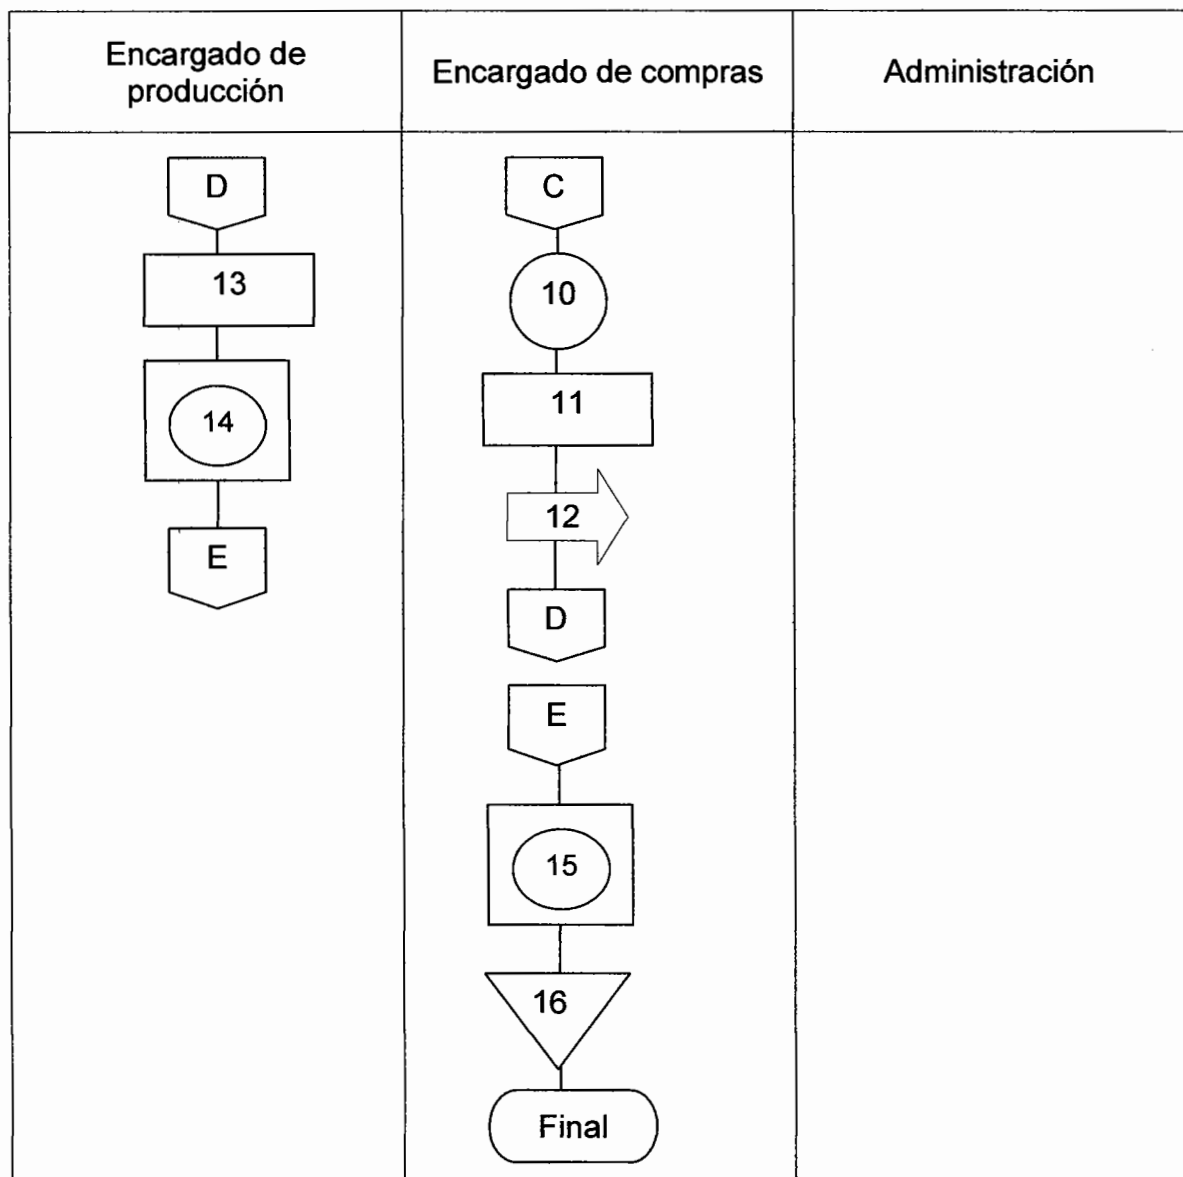 Encargado de
producción
Encargado de compras
Administración
D
13
14
E
C
10
11
12
D
E
15
16
Final